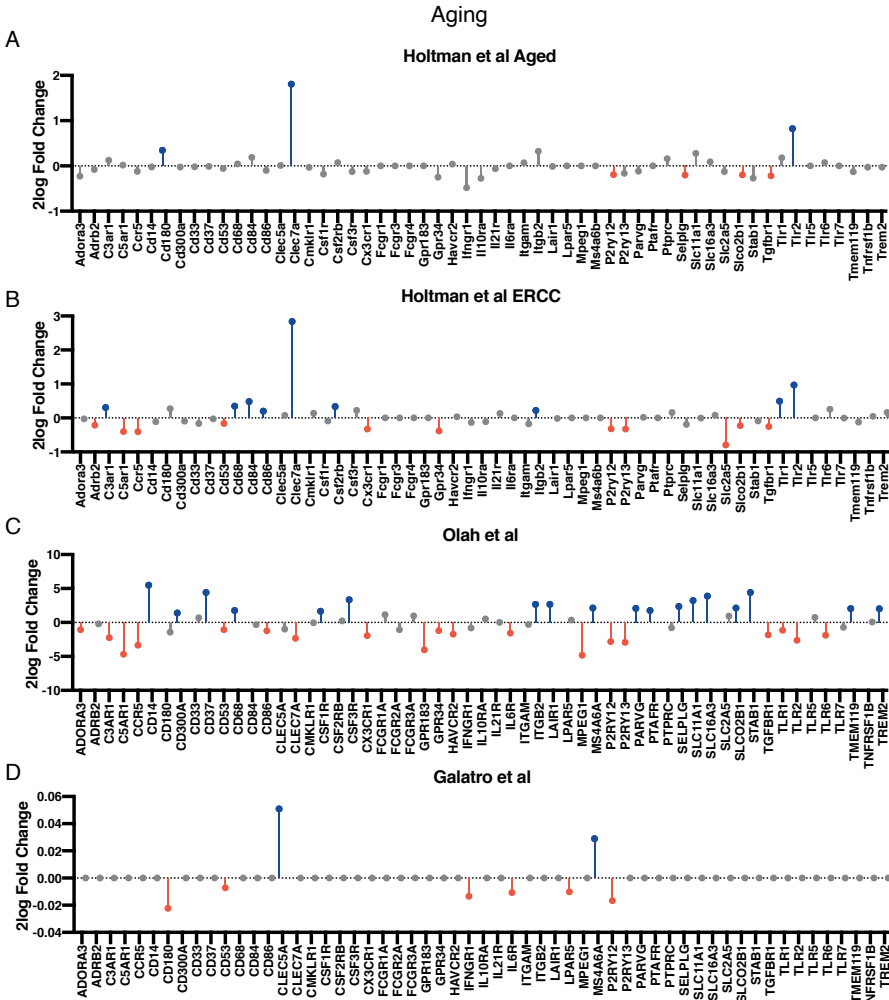 Aging
A
Holtman et al Aged
2log Fold Change
2
1
0
-1
Adora3 Adrb2 C3ar1 C5ar1 Ccr5 Cd14 Cd180 Cd300a Cd33 Cd37 Cd53 Cd68 Cd84 Cd86 Clec5a Clec7a Cmklr1 Csf1r Csf2rb Csf3r Cx3cr1 Fcgr1 Fcgr3 Fcgr4 Gpr183 Gpr34 Havcr2 Ifngr1 Il10ra Il21r Il6ra Itgam Itgb2 Lair1 Lpar5 Mpeg1 Ms4a6b P2ry12 P2ry13 Parvg Ptafr Ptprc Selplg Slc11a1 Slc16a3 Slc2a5 Slco2b1 Stab1 Tgfbr1 Tlr1 Tlr2 Tlr5 Tlr6 Tlr7 Tmem119 Tnfrsf1b Trem2
B
Holtman et al ERCC
2log Fold Change
3
2
1
0
-1
Adora3 Adrb2 C3ar1 C5ar1 Ccr5 Cd14 Cd180 Cd300a Cd33 Cd37 Cd53 Cd68 Cd84 Cd86 Clec5a Clec7a Cmklr1 Csf1r Csf2rb Csf3r Cx3cr1 Fcgr1 Fcgr3 Fcgr4 Gpr183 Gpr34 Havcr2 Ifngr1 Il10ra Il21r Il6ra Itgam Itgb2 Lair1 Lpar5 Mpeg1 Ms4a6b P2ry12 P2ry13 Parvg Ptafr Ptprc Selplg Slc11a1 Slc16a3 Slc2a5 Slco2b1 Stab1 Tgfbr1 Tlr1 Tlr2 Tlr5 Tlr6 Tlr7 Tmem119 Tnfrsf1b Trem2
C
Olah et al
2log Fold Change
10
5
0
-5
-10
ADORA3 ADRB2 C3AR1 C5AR1 CCR5 CD14 CD180 CD300A CD33 CD37 CD53 CD68 CD84 CD86 CLEC5A CLEC7A CMKLR1 CSF1R CSF2RB CSF3R CX3CR1 FCGR1A FCGR2A FCGR3A GPR183 GPR34 HAVCR2 IFNGR1 IL10RA IL21R IL6R ITGAM ITGB2 LAIR1 LPAR5 MPEG1 MS4A6A P2RY12 P2RY13 PARVG PTAFR PTPRC SELPLG SLC11A1 SLC16A3 SLC2A5 SLCO2B1 STAB1 TGFBR1 TLR1 TLR2 TLR5 TLR6 TLR7 TMEM119 TNFRSF1B TREM2
D
Galatro et al
2log Fold Change
0.06
0.04
0.02
0.00
-0.02
-0.04
ADORA3 ADRB2 C3AR1 C5AR1 CCR5 CD14 CD180 CD300A CD33 CD37 CD53 CD68 CD84 CD86 CLEC5A CLEC7A CMKLR1 CSF1R CSF2RB CSF3R CX3CR1 FCGR1A FCGR2A FCGR3A GPR183 GPR34 HAVCR2 IFNGR1 IL10RA IL21R IL6R ITGAM ITGB2 LAIR1 LPAR5 MPEG1 MS4A6A P2RY12 P2RY13 PARVG PTAFR PTPRC SELPLG SLC11A1 SLC16A3 SLC2A5 SLCO2B1 STAB1 TGFBR1 TLR1 TLR2 TLR5 TLR6 TLR7 TMEM119 NFRSF1B TREM2